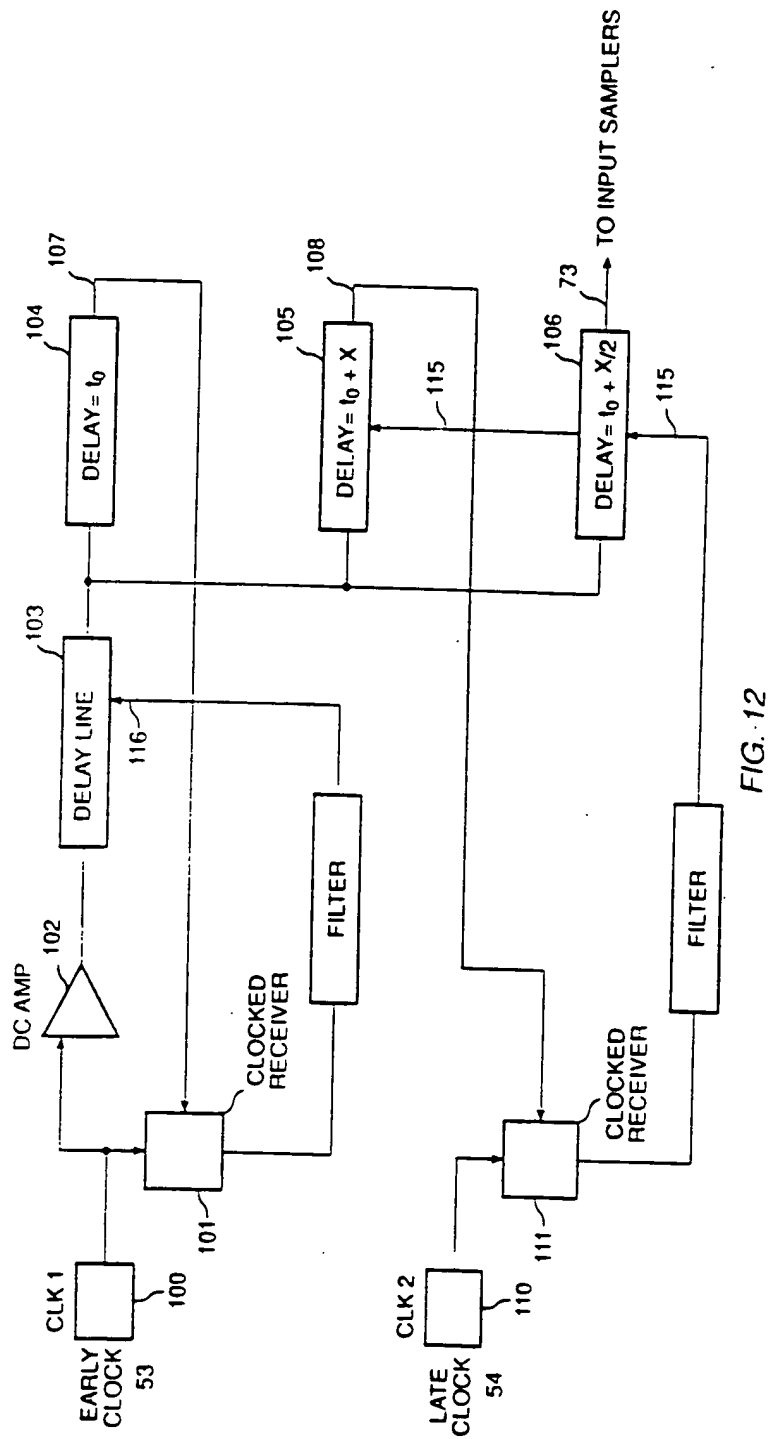 CLK 1
EARLY
CLOCK
53
100
101
CLOCKED
RECEIVER
DC AMP
102
DELAY LINE
103
116
FILTER
DELAY= t₀
104
107
DELAY= t₀ + X
105
108
115
DELAY= t₀ + X/2
106
73
TO INPUT SAMPLERS
115
CLK 2
LATE
CLOCK
54
110
111
CLOCKED
RECEIVER
FILTER
FIG. 12